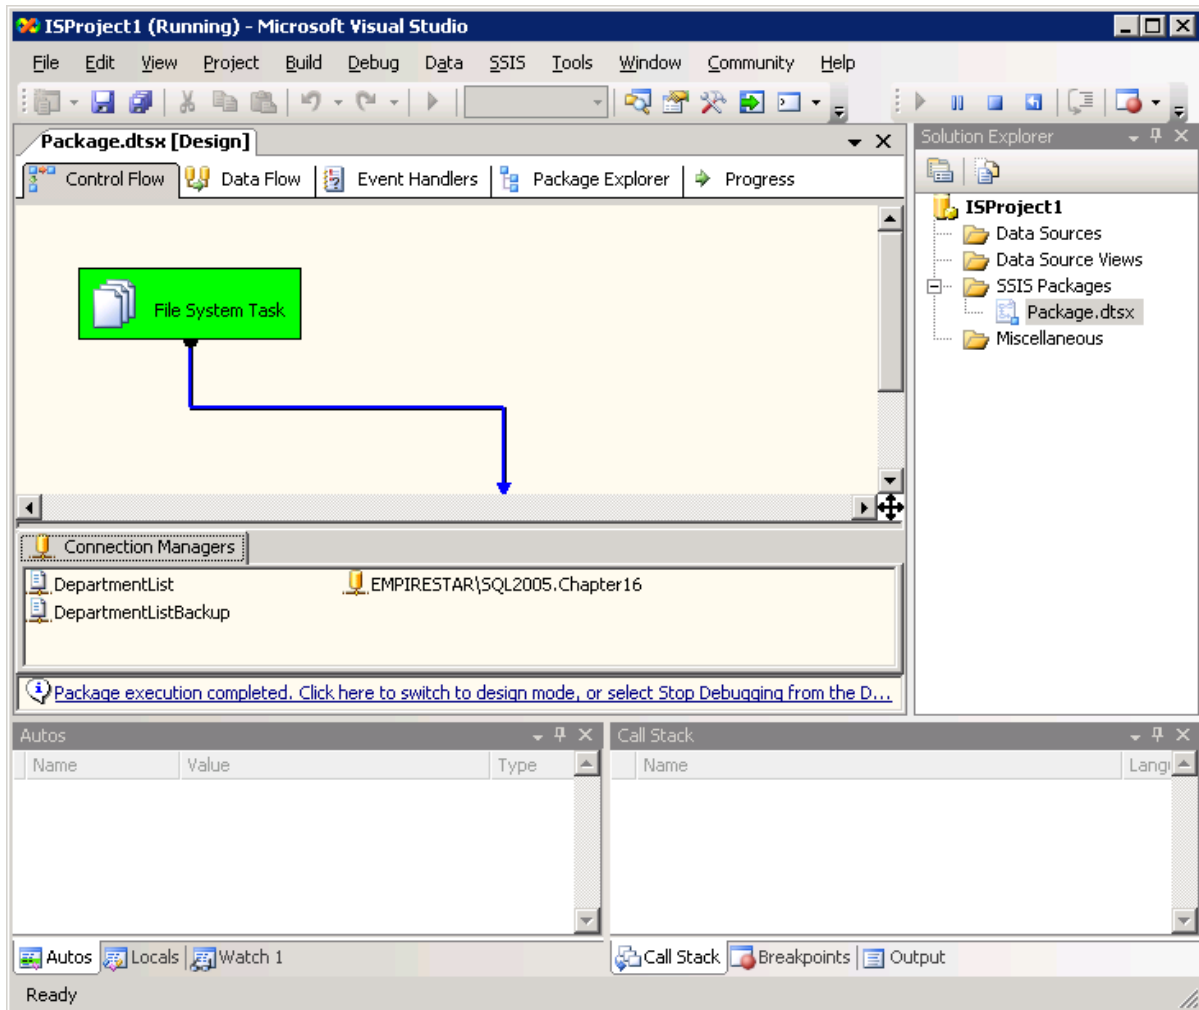 ISProject1 (Running) - Microsoft Visual Studio
File Edit View Project Build Debug Data SSIS Tools Window Community Help
Package.dtsx [Design]
Control Flow Data Flow Event Handlers Package Explorer Progress
File System Task
Connection Managers
DepartmentList EMPIRESTAR\SQL2005.Chapter16
DepartmentListBackup
Package execution completed. Click here to switch to design mode, or select Stop Debugging from the D...
Solution Explorer
ISProject1
Data Sources
Data Source Views
SSIS Packages
Package.dtsx
Miscellaneous
Autos
Name Value Type
Autos Locals Watch 1
Call Stack
Name Langu
Call Stack Breakpoints Output
Ready